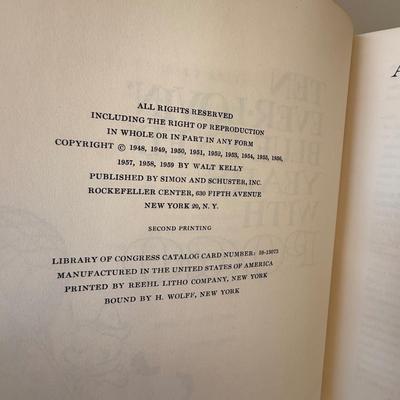 ALL RIGHTS RESERVED
INCLUDING THE RIGHT OF REPRODUCTION
IN WHOLE OR IN PART IN ANY FORM
COPYRIGHT © 1948, 1949, 1950, 1951, 1952, 1953, 1954, 1955, 1956,
1957, 1958, 1959 BY WALT KELLY
PUBLISHED BY SIMON AND SCHUSTER, INC.
ROCKEFELLER CENTER, 630 FIFTH AVENUE
NEW YORK 20, N. Y.
SECOND PRINTING
LIBRARY OF CONGRESS CATALOG CARD NUMBER: 59-13073
MANUFACTURED IN THE UNITED STATES OF AMERICA
PRINTED BY REEHL LITHO COMPANY, NEW YORK
BOUND BY H. WOLFF, NEW YORK
A